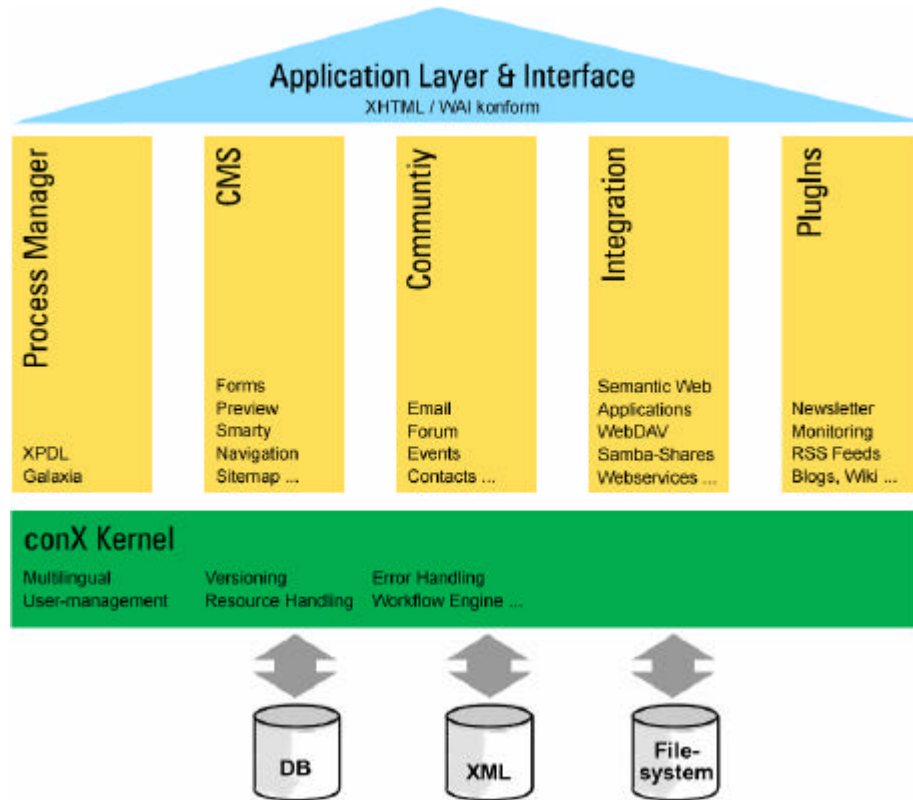 Application Layer & Interface
XHTML / WAI konform
Process Manager
XPDL
Galaxia
CMS
Forms
Preview
Smarty
Navigation
Sitemap ...
Communtiy
Email
Forum
Events
Contacts ...
Integration
Semantic Web
Applications
WebDAV
Samba-Shares
Webservices ...
PlugIns
Newsletter
Monitoring
RSS Feeds
Blogs, Wiki ...
conX Kernel
Multilingual
User-management
Versioning
Resource Handling
Error Handling
Workflow Engine ...
DB
XML
File-
system